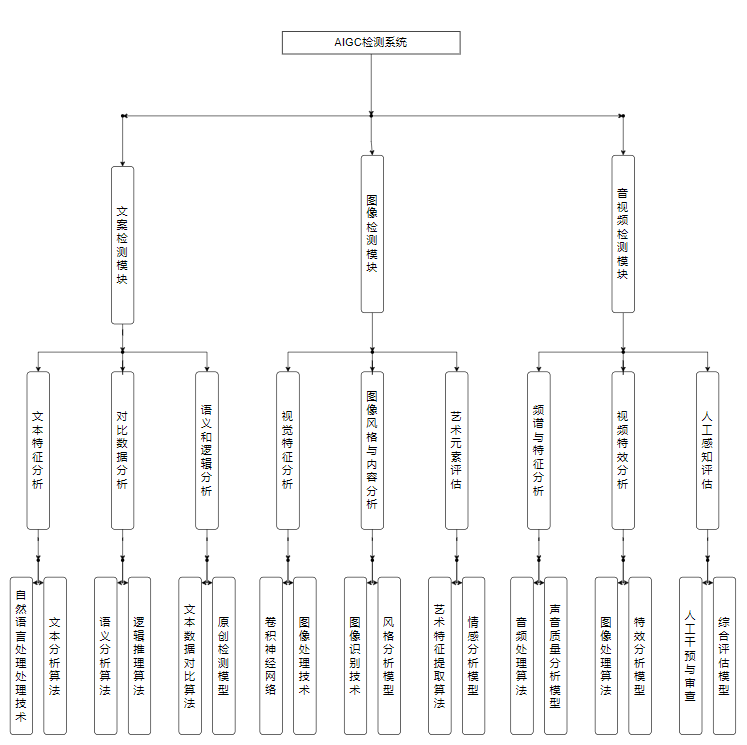 AIGC检测系统
文案检测模块
图像检测模块
音视频检测模块
文本特征分析
对比数据分析
语义和逻辑分析
视觉特征分析
图像风格与内容分析
艺术元素评估
频谱与特征分析
视频特效分析
人工感知评估
自然语言处理处理技术
文本分析算法
语义分析算法
逻辑推理算法
文本数据对比算法
原创检测模型
卷积神经网络
图像处理技术
图像识别技术
风格分析模型
艺术特征提取算法
情感分析模型
音频处理算法
声音质量分析模型
图像处理算法
特效分析模型
人工干预与审查
综合评估模型